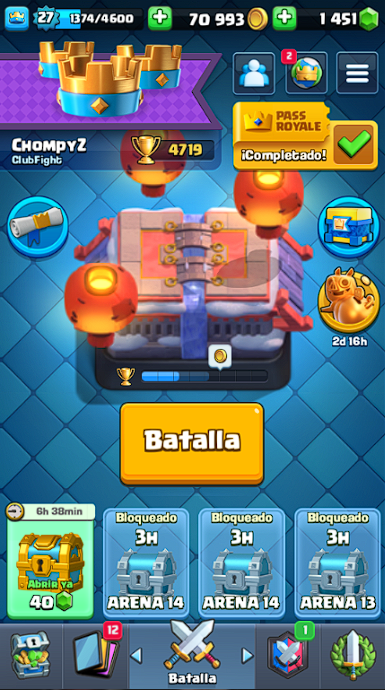 27 1374/4600
70 993
1 451
2
PASS
ROYALE
¡Completado!
ChompyZ
ClubFight
4719
2d 16h
Batalla
6h 38min
Abrir ya
40
Bloqueado
3H
ARENA 14
Bloqueado
3H
ARENA 14
Bloqueado
3H
ARENA 13
12
Batalla
1